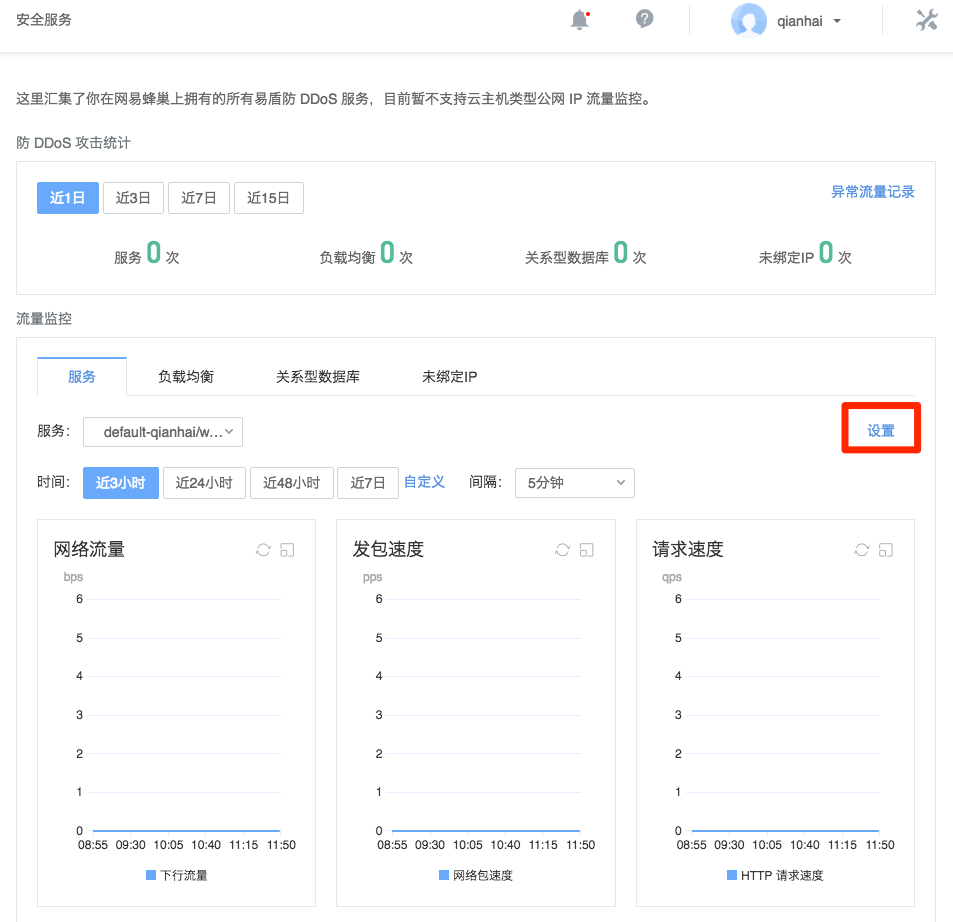 安全服务
qianhai
这里汇集了你在网易蜂巢上拥有的所有易盾防 DDoS 服务，目前暂不支持云主机类型公网 IP 流量监控。
防 DDoS 攻击统计
近1日 近3日 近7日 近15日 异常流量记录
服务 0 次 负载均衡 0 次 关系型数据库 0 次 未绑定IP 0 次
流量监控
服务 负载均衡 关系型数据库 未绑定IP
服务： default-qianhai/w... 设置
时间： 近3小时 近24小时 近48小时 近7日 自定义 间隔： 5分钟
网络流量
bps
6
5
4
3
2
1
0
08:55 09:30 10:05 10:40 11:15 11:50
下行流量
发包速度
pps
6
5
4
3
2
1
0
08:55 09:30 10:05 10:40 11:15 11:50
网络包速度
请求速度
qps
6
5
4
3
2
1
0
08:55 09:30 10:05 10:40 11:15 11:50
HTTP 请求速度